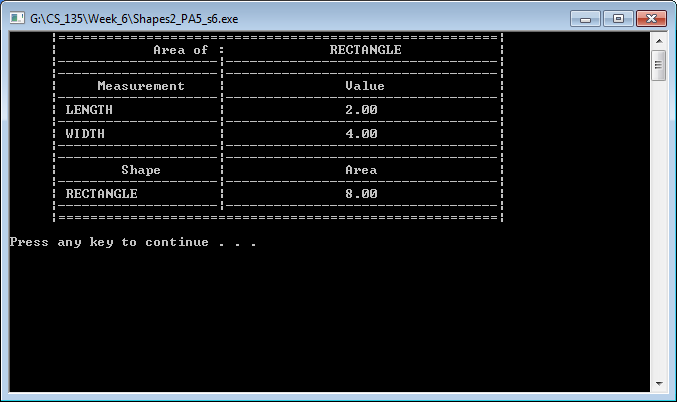 G:\CS_135\Week_6\Shapes2_PA5_s6.exe
Area of : RECTANGLE
Measurement Value
LENGTH 2.00
WIDTH 4.00
Shape Area
RECTANGLE 8.00
Press any key to continue . . .